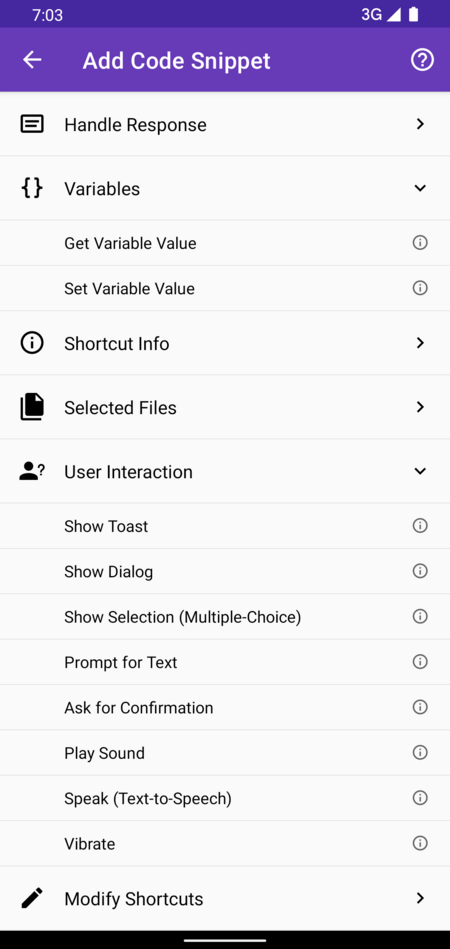 7:03 3G
Add Code Snippet
Handle Response
Variables
Get Variable Value
Set Variable Value
Shortcut Info
Selected Files
User Interaction
Show Toast
Show Dialog
Show Selection (Multiple-Choice)
Prompt for Text
Ask for Confirmation
Play Sound
Speak (Text-to-Speech)
Vibrate
Modify Shortcuts